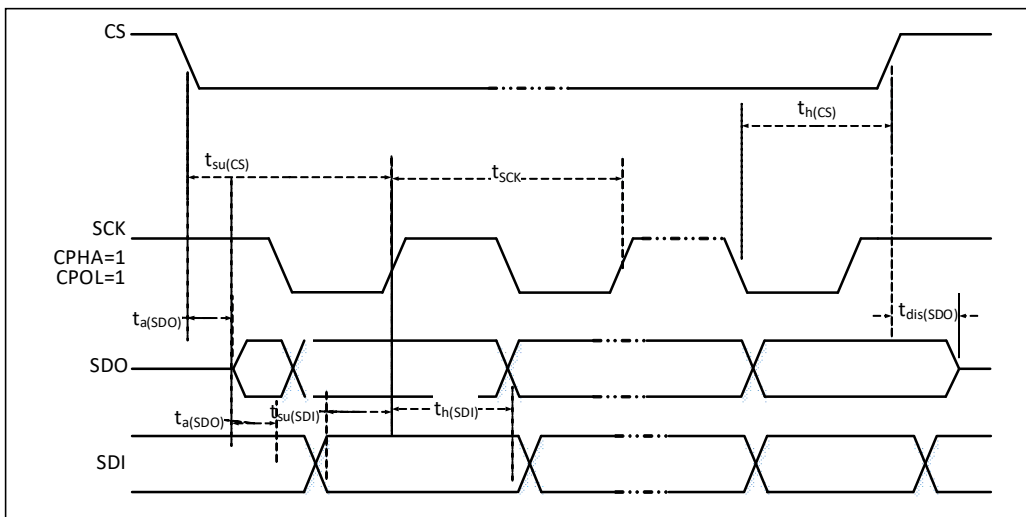 CS
th(CS)
tsu(CS)
tSCK
SCK
CPHA=1
CPOL=1
ta(SDO)
tdis(SDO)
SDO
ta(SDO)
tsu(SDI)
th(SDI)
SDI